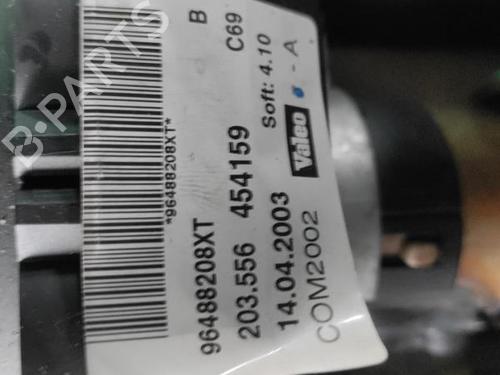 B C69
*96488208XT*
96488208XT
203.556 454159 Soft: 4.10
14.04.2003 Valeo - A
COM2002
B-PARTS